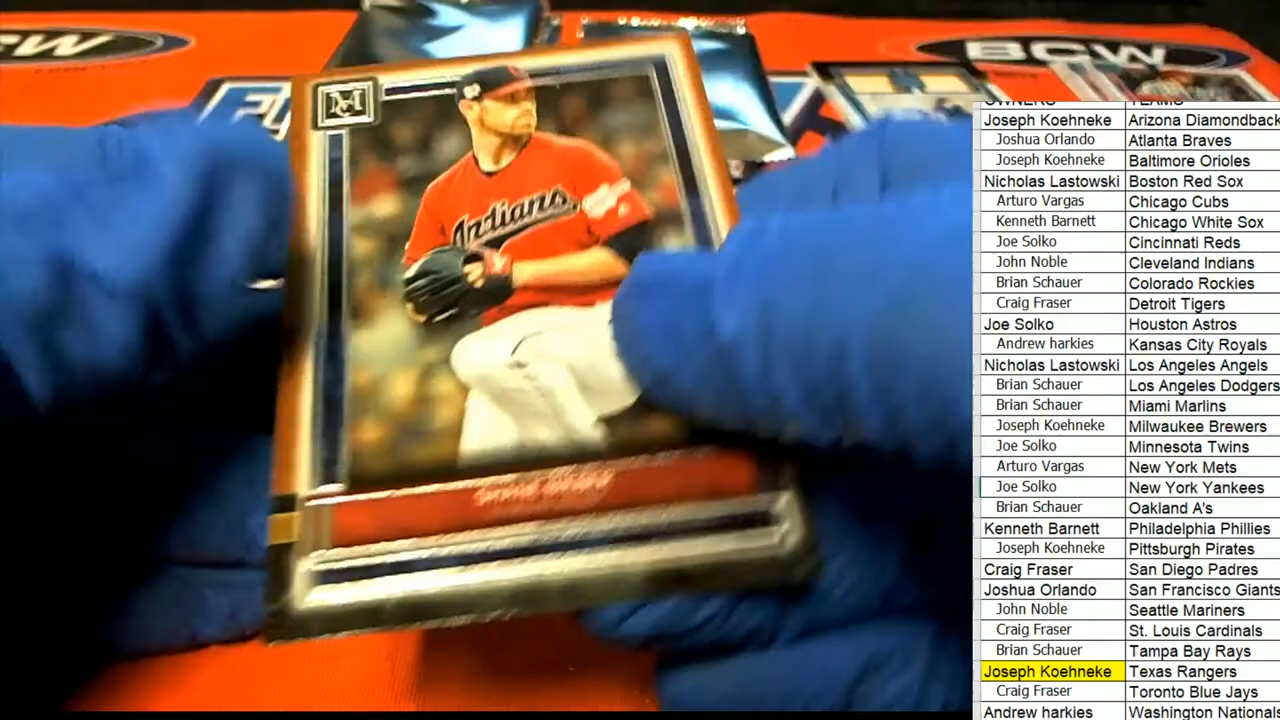 BCW
BCW
M
Indians
OWNERS TEAMS
Joseph Koehneke Arizona Diamondback
Joshua Orlando Atlanta Braves
Joseph Koehneke Baltimore Orioles
Nicholas Lastowski Boston Red Sox
Arturo Vargas Chicago Cubs
Kenneth Barnett Chicago White Sox
Joe Solko Cincinnati Reds
John Noble Cleveland Indians
Brian Schauer Colorado Rockies
Craig Fraser Detroit Tigers
Joe Solko Houston Astros
Andrew harkies Kansas City Royals
Nicholas Lastowski Los Angeles Angels
Brian Schauer Los Angeles Dodgers
Brian Schauer Miami Marlins
Joseph Koehneke Milwaukee Brewers
Joe Solko Minnesota Twins
Arturo Vargas New York Mets
Joe Solko New York Yankees
Brian Schauer Oakland A's
Kenneth Barnett Philadelphia Phillies
Joseph Koehneke Pittsburgh Pirates
Craig Fraser San Diego Padres
Joshua Orlando San Francisco Giants
John Noble Seattle Mariners
Craig Fraser St. Louis Cardinals
Brian Schauer Tampa Bay Rays
Joseph Koehneke Texas Rangers
Craig Fraser Toronto Blue Jays
Andrew harkies Washington Nationals